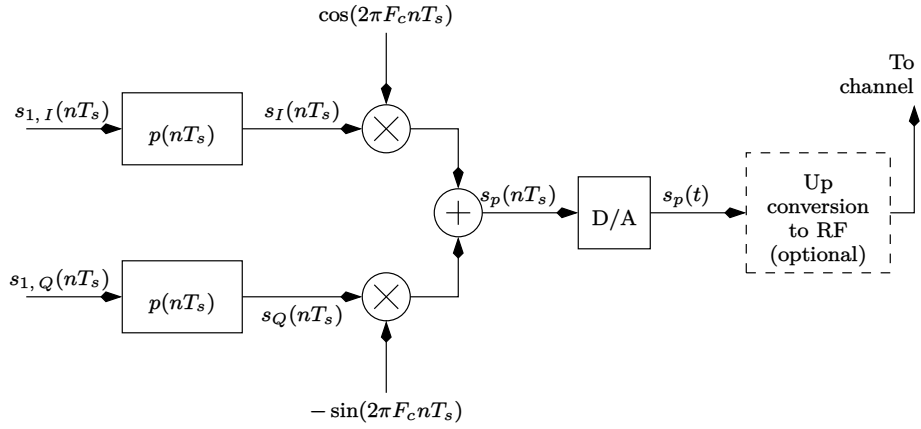 cos(2πF_c nT_s)
To
channel
s_{1, I}(nT_s)
p(nT_s)
s_I(nT_s)
s_p(nT_s)
D/A
s_p(t)
Up
conversion
to RF
(optional)
s_{1, Q}(nT_s)
p(nT_s)
s_Q(nT_s)
− sin(2πF_c nT_s)